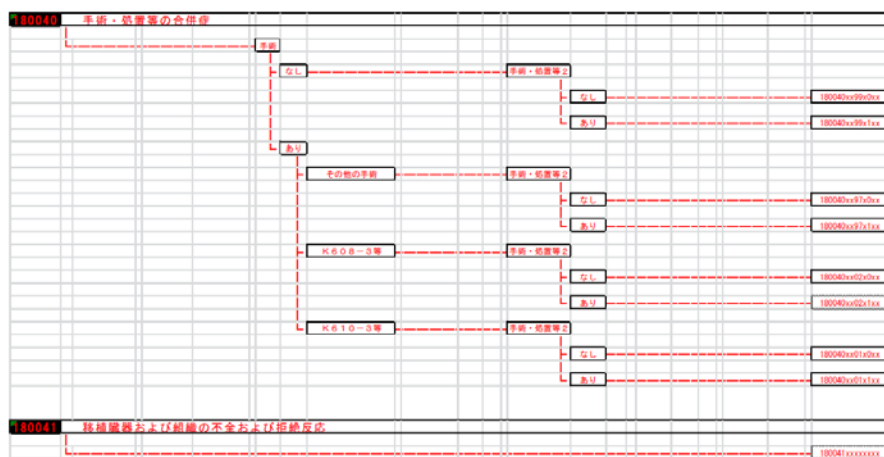 180040 手術・処置等の合併症
手術
なし 手術・処置等2
なし 180040xx99x0xx
あり 180040xx99x1xx
あり
その他の手術 手術・処置等2
なし 180040xx97x0xx
あり 180040xx97x1xx
K608-3等 手術・処置等2
なし 180040xx02x0xx
あり 180040xx02x1xx
K610-3等 手術・処置等2
なし 180040xx01x0xx
あり 180040xx01x1xx
180041 移植臓器および組織の不全および拒絶反応
180041xxxxxxxx